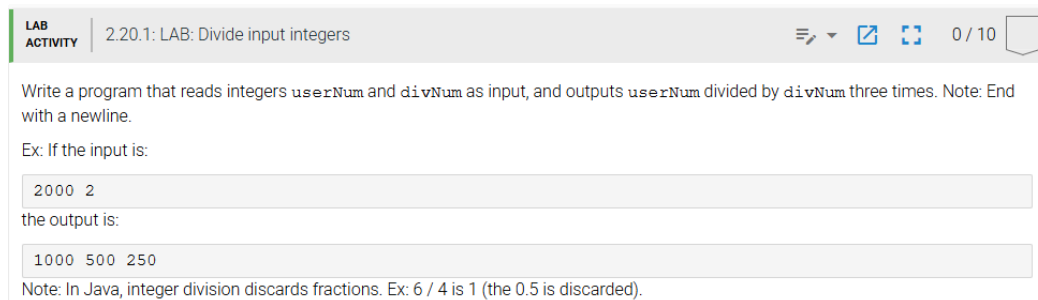 LAB
ACTIVITY
2.20.1: LAB: Divide input integers
0 / 10
Write a program that reads integers userNum and divNum as input, and outputs userNum divided by divNum three times. Note: End
with a newline.
Ex: If the input is:
2000 2
the output is:
1000 500 250
Note: In Java, integer division discards fractions. Ex: 6 / 4 is 1 (the 0.5 is discarded).